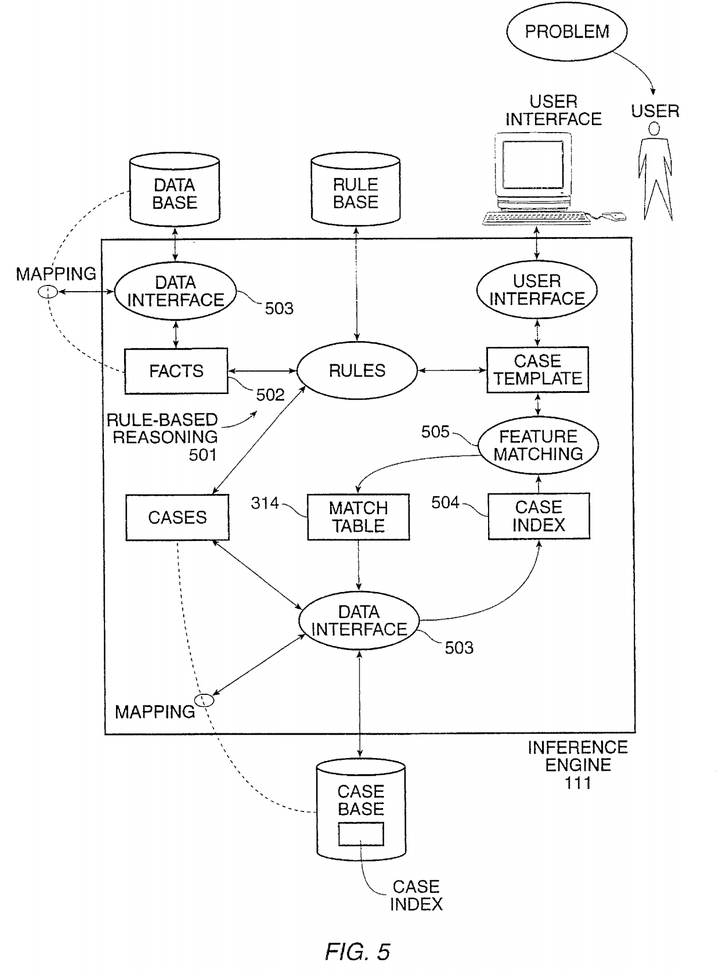 PROBLEM
USER
INTERFACE
USER
DATA
BASE
RULE
BASE
MAPPING
DATA
INTERFACE
503
USER
INTERFACE
FACTS
502
RULES
CASE
TEMPLATE
RULE-BASED
REASONING
501
505
FEATURE
MATCHING
CASES
314
MATCH
TABLE
504
CASE
INDEX
DATA
INTERFACE
503
MAPPING
INFERENCE
ENGINE
111
CASE
BASE
CASE
INDEX
FIG. 5